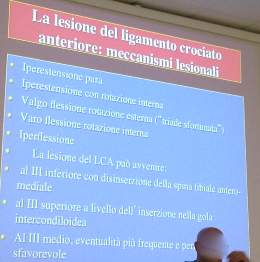 La lesione del ligamento crociato
anteriore: meccanismi lesionali
Iperestensione pura
Iperestensione con rotazione interna
Valgo flessione rotazione esterna ("triade sfortunata")
Varo flessione rotazione interna
Iperflessione
La lesione del LCA può avvenire:
al III inferiore con disinserzione della spina tibiale antero-
mediale
al III superiore a livello dell' inserzione nella gola
intercondiloidea
Al III medio, eventualità più frequente e
sfavorevole